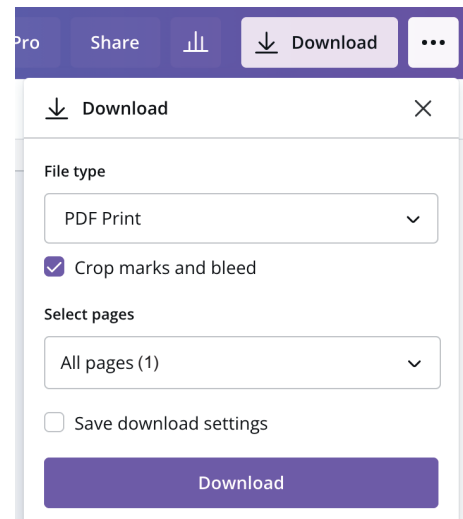 Pro Share Download
Download
File type
PDF Print
Crop marks and bleed
Select pages
All pages (1)
Save download settings
Download